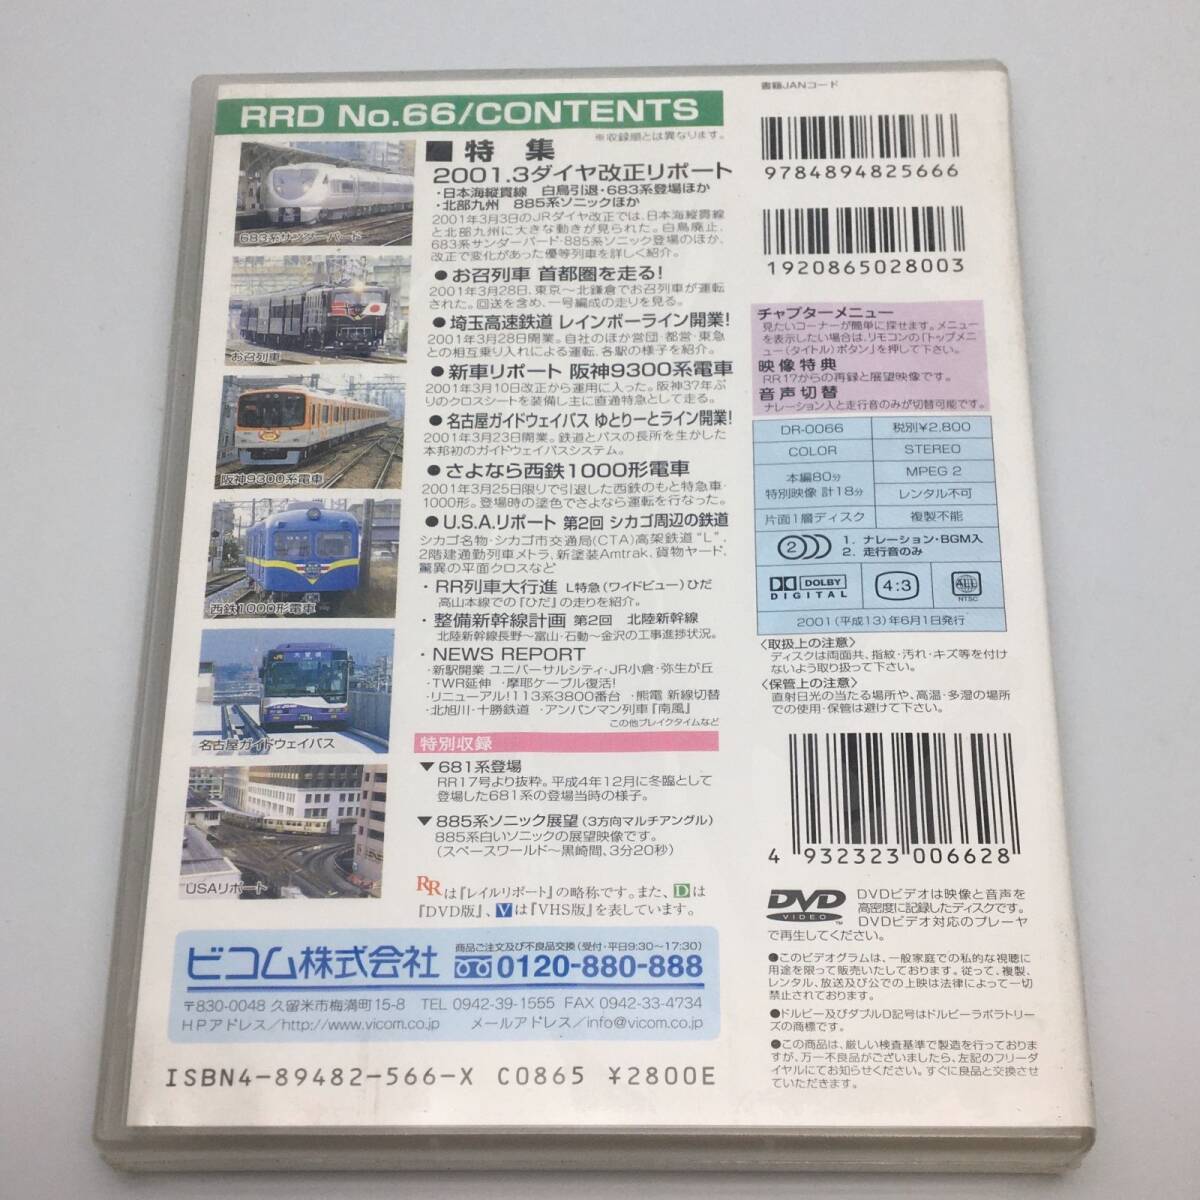 RRD No.66/CONTENTS
※収録順とは異なります。
■ 特 集
2001.3ダイヤ改正リポート
・日本海縦貫線 白鳥引退・683系登場ほか
・北部九州 885系ソニックほか
2001年3月3日のJRダイヤ改正では、日本海縦貫線
と北部九州に大きな動きが見られた。白鳥廃止、
683系サンダーバード・885系ソニック登場のほか、
改正で変化があった優等列車を詳しく紹介。
●お召列車 首都圏を走る!
2001年3月28日、東京〜北鎌倉でお召列車が運転
された。回送を含め、一号編成の走りを見る。
●埼玉高速鉄道 レインボーライン開業!
2001年3月28日開業。自社のほか営団・都営・東急
との相互乗り入れによる運転、各駅の様子を紹介。
●新車リポート 阪神9300系電車
2001年3月10日改正から運用に入った。阪神37年ぶ
りのクロスシートを装備し主に直通特急として走る。
●名古屋ガイドウェイバス ゆとりーとライン開業!
2001年3月23日開業。鉄道とバスの長所を生かした
本邦初のガイドウェイバスシステム。
●さよなら西鉄1000形電車
2001年3月25日限りで引退した西鉄のもと特急車・
1000形。登場時の塗色でさよなら運転を行なった。
●U.S.A.リポート 第2回 シカゴ周辺の鉄道
シカゴ名物・シカゴ市交通局(CTA)高架鉄道"L"、
2階建通勤列車メトラ、新塗装Amtrak、貨物ヤード、
驚異の平面クロスなど
・RR列車大行進 L特急(ワイドビュー)ひだ
高山本線での『ひだ』の走りを紹介。
・整備新幹線計画 第2回 北陸新幹線
北陸新幹線長野〜富山・石動〜金沢の工事進捗状況。
・NEWS REPORT
・新駅開業 ユニバーサルシティ・JR小倉・弥生が丘
・TWR延伸 ・摩耶ケーブル復活!
・リニューアル!113系3800番台 ・熊電 新線切替
・北旭川・十勝鉄道 ・アンパンマン列車『南風』
この他ブレイクタイムなど
特別収録
▼681系登場
RR17号より抜粋。平成4年12月に冬臨として
登場した681系の登場当時の様子。
▼885系ソニック展望(3方向マルチアングル)
885系白いソニックの展望映像です。
(スペースワールド〜黒崎間、3分20秒)
RRは『レイルリポート』の略称です。また、Dは
『DVD版』、Vは『VHS版』を表しています。
683系サンダーバード
お召列車
阪神9300系電車
西鉄1000形電車
名古屋ガイドウェイバス
USAリポート
ビコム株式会社
商品ご注文及び不良品交換(受付・平日9:30〜17:30)
0120-880-888
〒830-0048 久留米市梅満町15-8 TEL 0942-39-1555 FAX 0942-33-4734
HPアドレス/http://www.vicom.co.jp メールアドレス/info@vicom.co.jp
ISBN4-89482-566-X C0865 ¥2800E
書籍JANコード
9784894825666
1920865028003
チャプターメニュー
見たいコーナーが簡単に探せます。メニュー
を表示したい場合は、リモコンの「トップメニ
ュー(タイトル)ボタン」を押して下さい。
映像特典
RR17からの再録と展望映像です。
音声切替
ナレーション入と走行音のみが切替可能です。
DR-0066 税別¥2,800
COLOR STEREO
本編80分
特別映像 計18分
MPEG 2
レンタル不可
片面1層ディスク 複製不能
2 1. ナレーション・BGM入
2. 走行音のみ
DOLBY
DIGITAL
4:3
ALL
NTSC
2001(平成13)年6月1日発行
〈取扱上の注意〉
ディスクは両面共、指紋・汚れ・キズ等を付け
ないよう取り扱って下さい。
〈保管上の注意〉
直射日光の当たる場所や、高温・多湿の場所
での使用・保管は避けて下さい。
4 932323 006628
DVD
VIDEO
TM
DVDビデオは映像と音声を
高密度に記録したディスクです。
DVDビデオ対応のプレーヤ
で再生してください。
●このビデオグラムは、一般家庭での私的な視聴に
用途を限って販売いたしております。従って、複製、
レンタル、放送及び公での上映は法律によって一切
禁止されております。
●ドルビー及びダブルD記号はドルビーラボラトリー
ズの商標です。
●この商品は、厳しい検査基準で製造を行っておりま
すが、万一不良品がございましたら、左記のフリーダ
イヤルにてお知らせください。すぐに良品と交換させ
ていただきます。